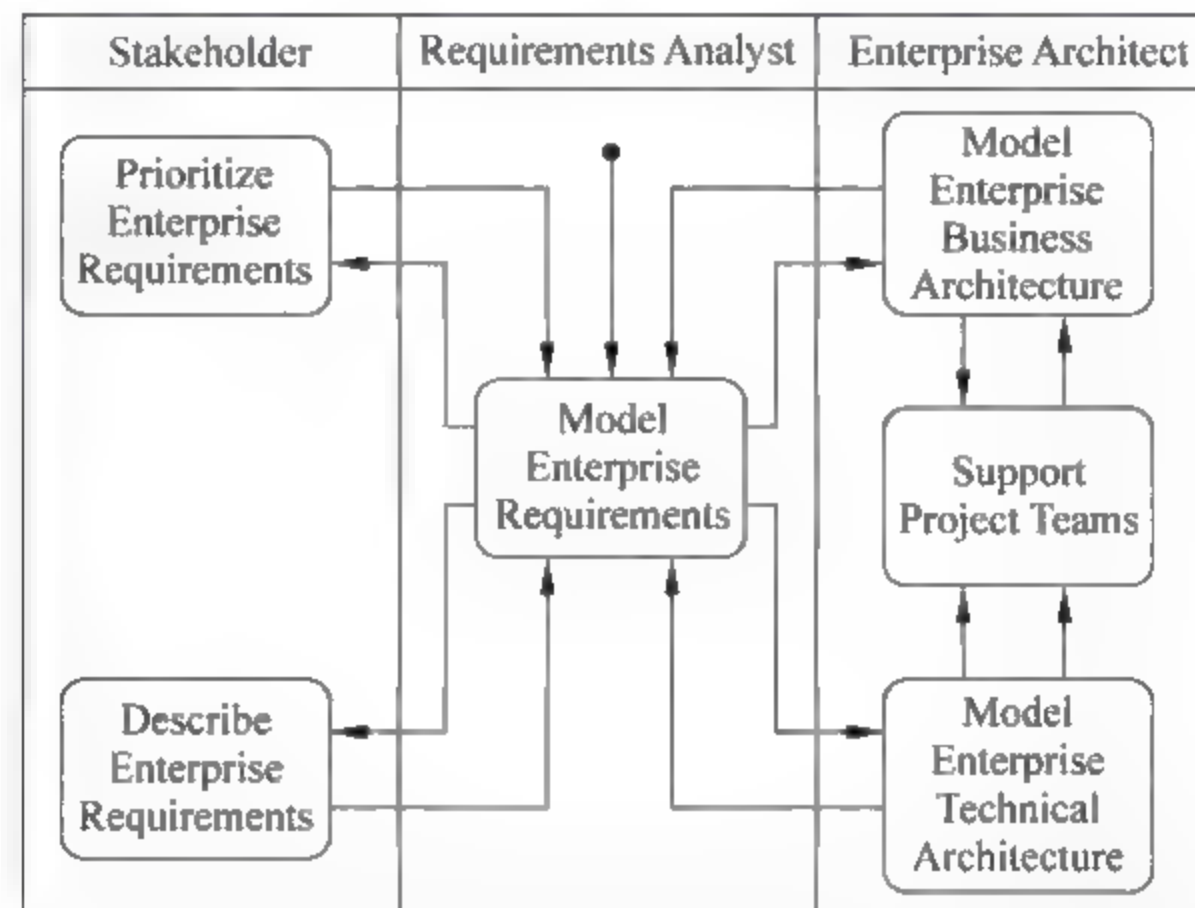 Stakeholder
Requirements Analyst
Enterprise Architect
Prioritize
Enterprise
Requirements
Model
Enterprise
Business
Architecture
Model
Enterprise
Requirements
Support
Project Teams
Describe
Enterprise
Requirements
Model
Enterprise
Technical
Architecture